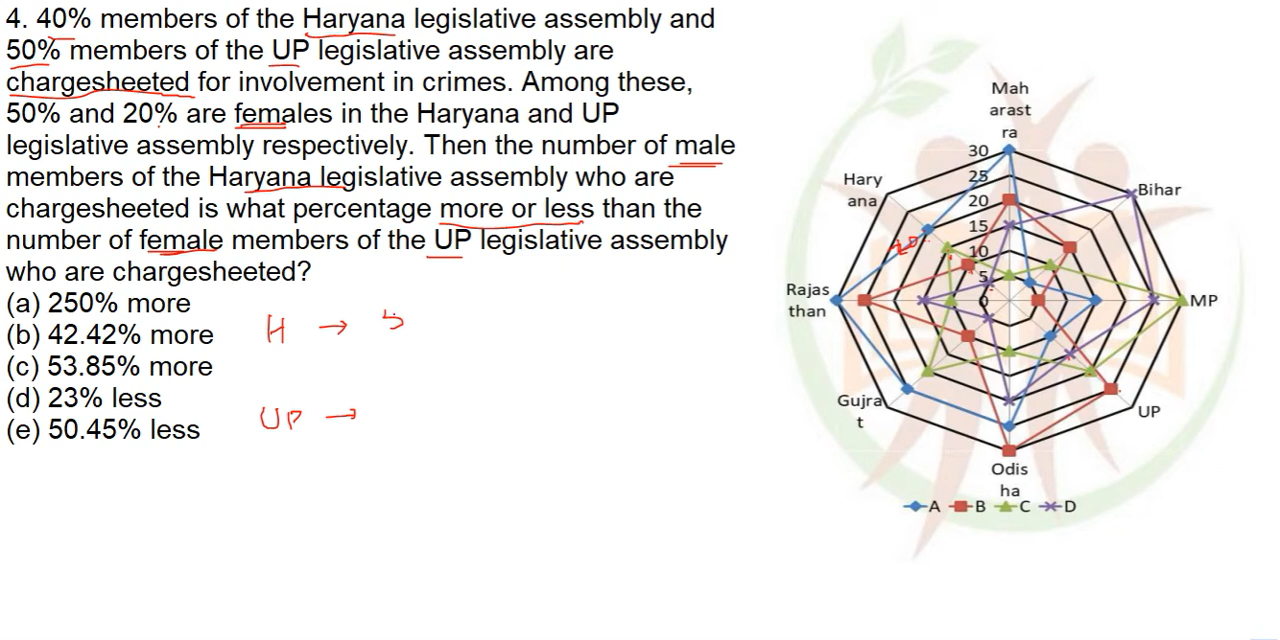 4. 40% members of the Haryana legislative assembly and
50% members of the UP legislative assembly are
chargesheeted for involvement in crimes. Among these,
50% and 20% are females in the Haryana and UP
legislative assembly respectively. Then the number of male
members of the Haryana legislative assembly who are
chargesheeted is what percentage more or less than the
number of female members of the UP legislative assembly
who are chargesheeted?
(a) 250% more
(b) 42.42% more
(c) 53.85% more
(d) 23% less
(e) 50.45% less
H → 5
UP →
Mah
arast
ra
30
25
20
15
10
5
0
Bihar
MP
UP
Odis
ha
Gujra
t
Rajas
than
Hary
ana
20
A B C D